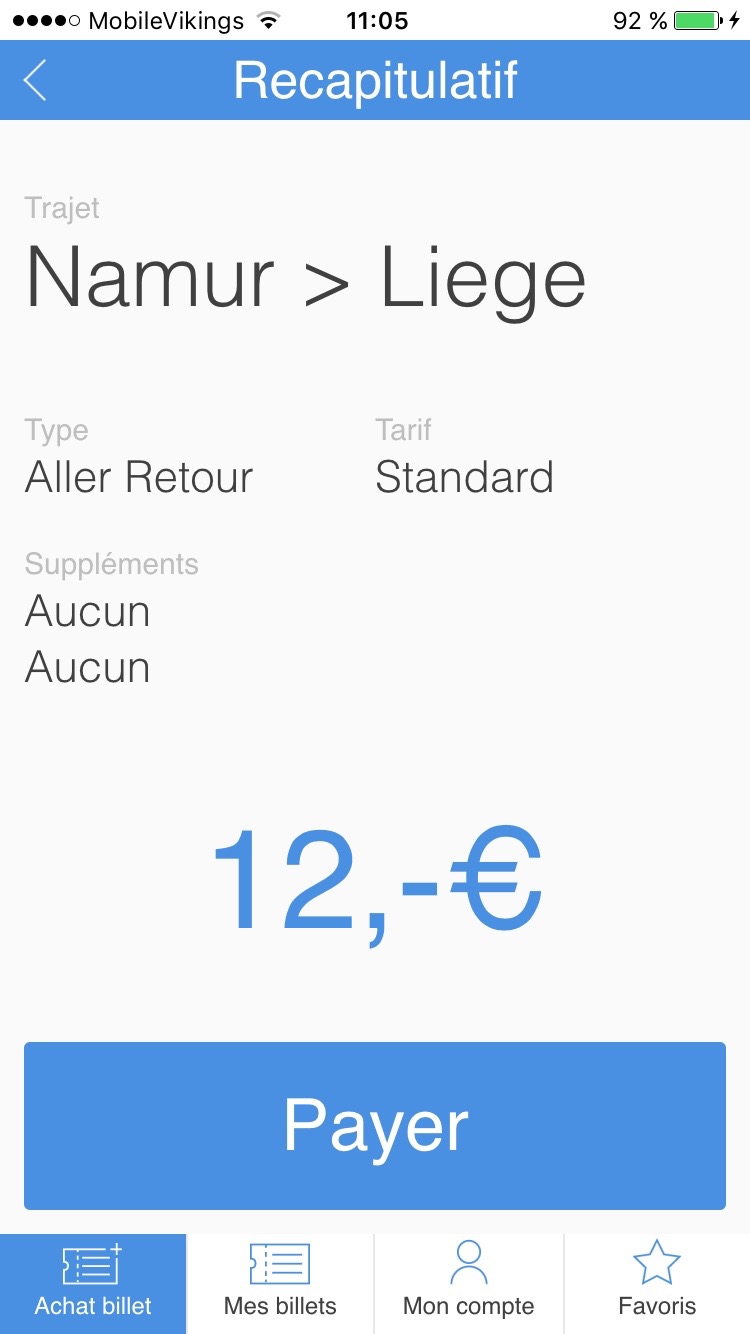 MobileVikings 11:05 92 %
Recapitulatif
Trajet
Namur > Liege
Type Tarif
Aller Retour Standard
Suppléments
Aucun
Aucun
12,-€
Payer
Achat billet Mes billets Mon compte Favoris